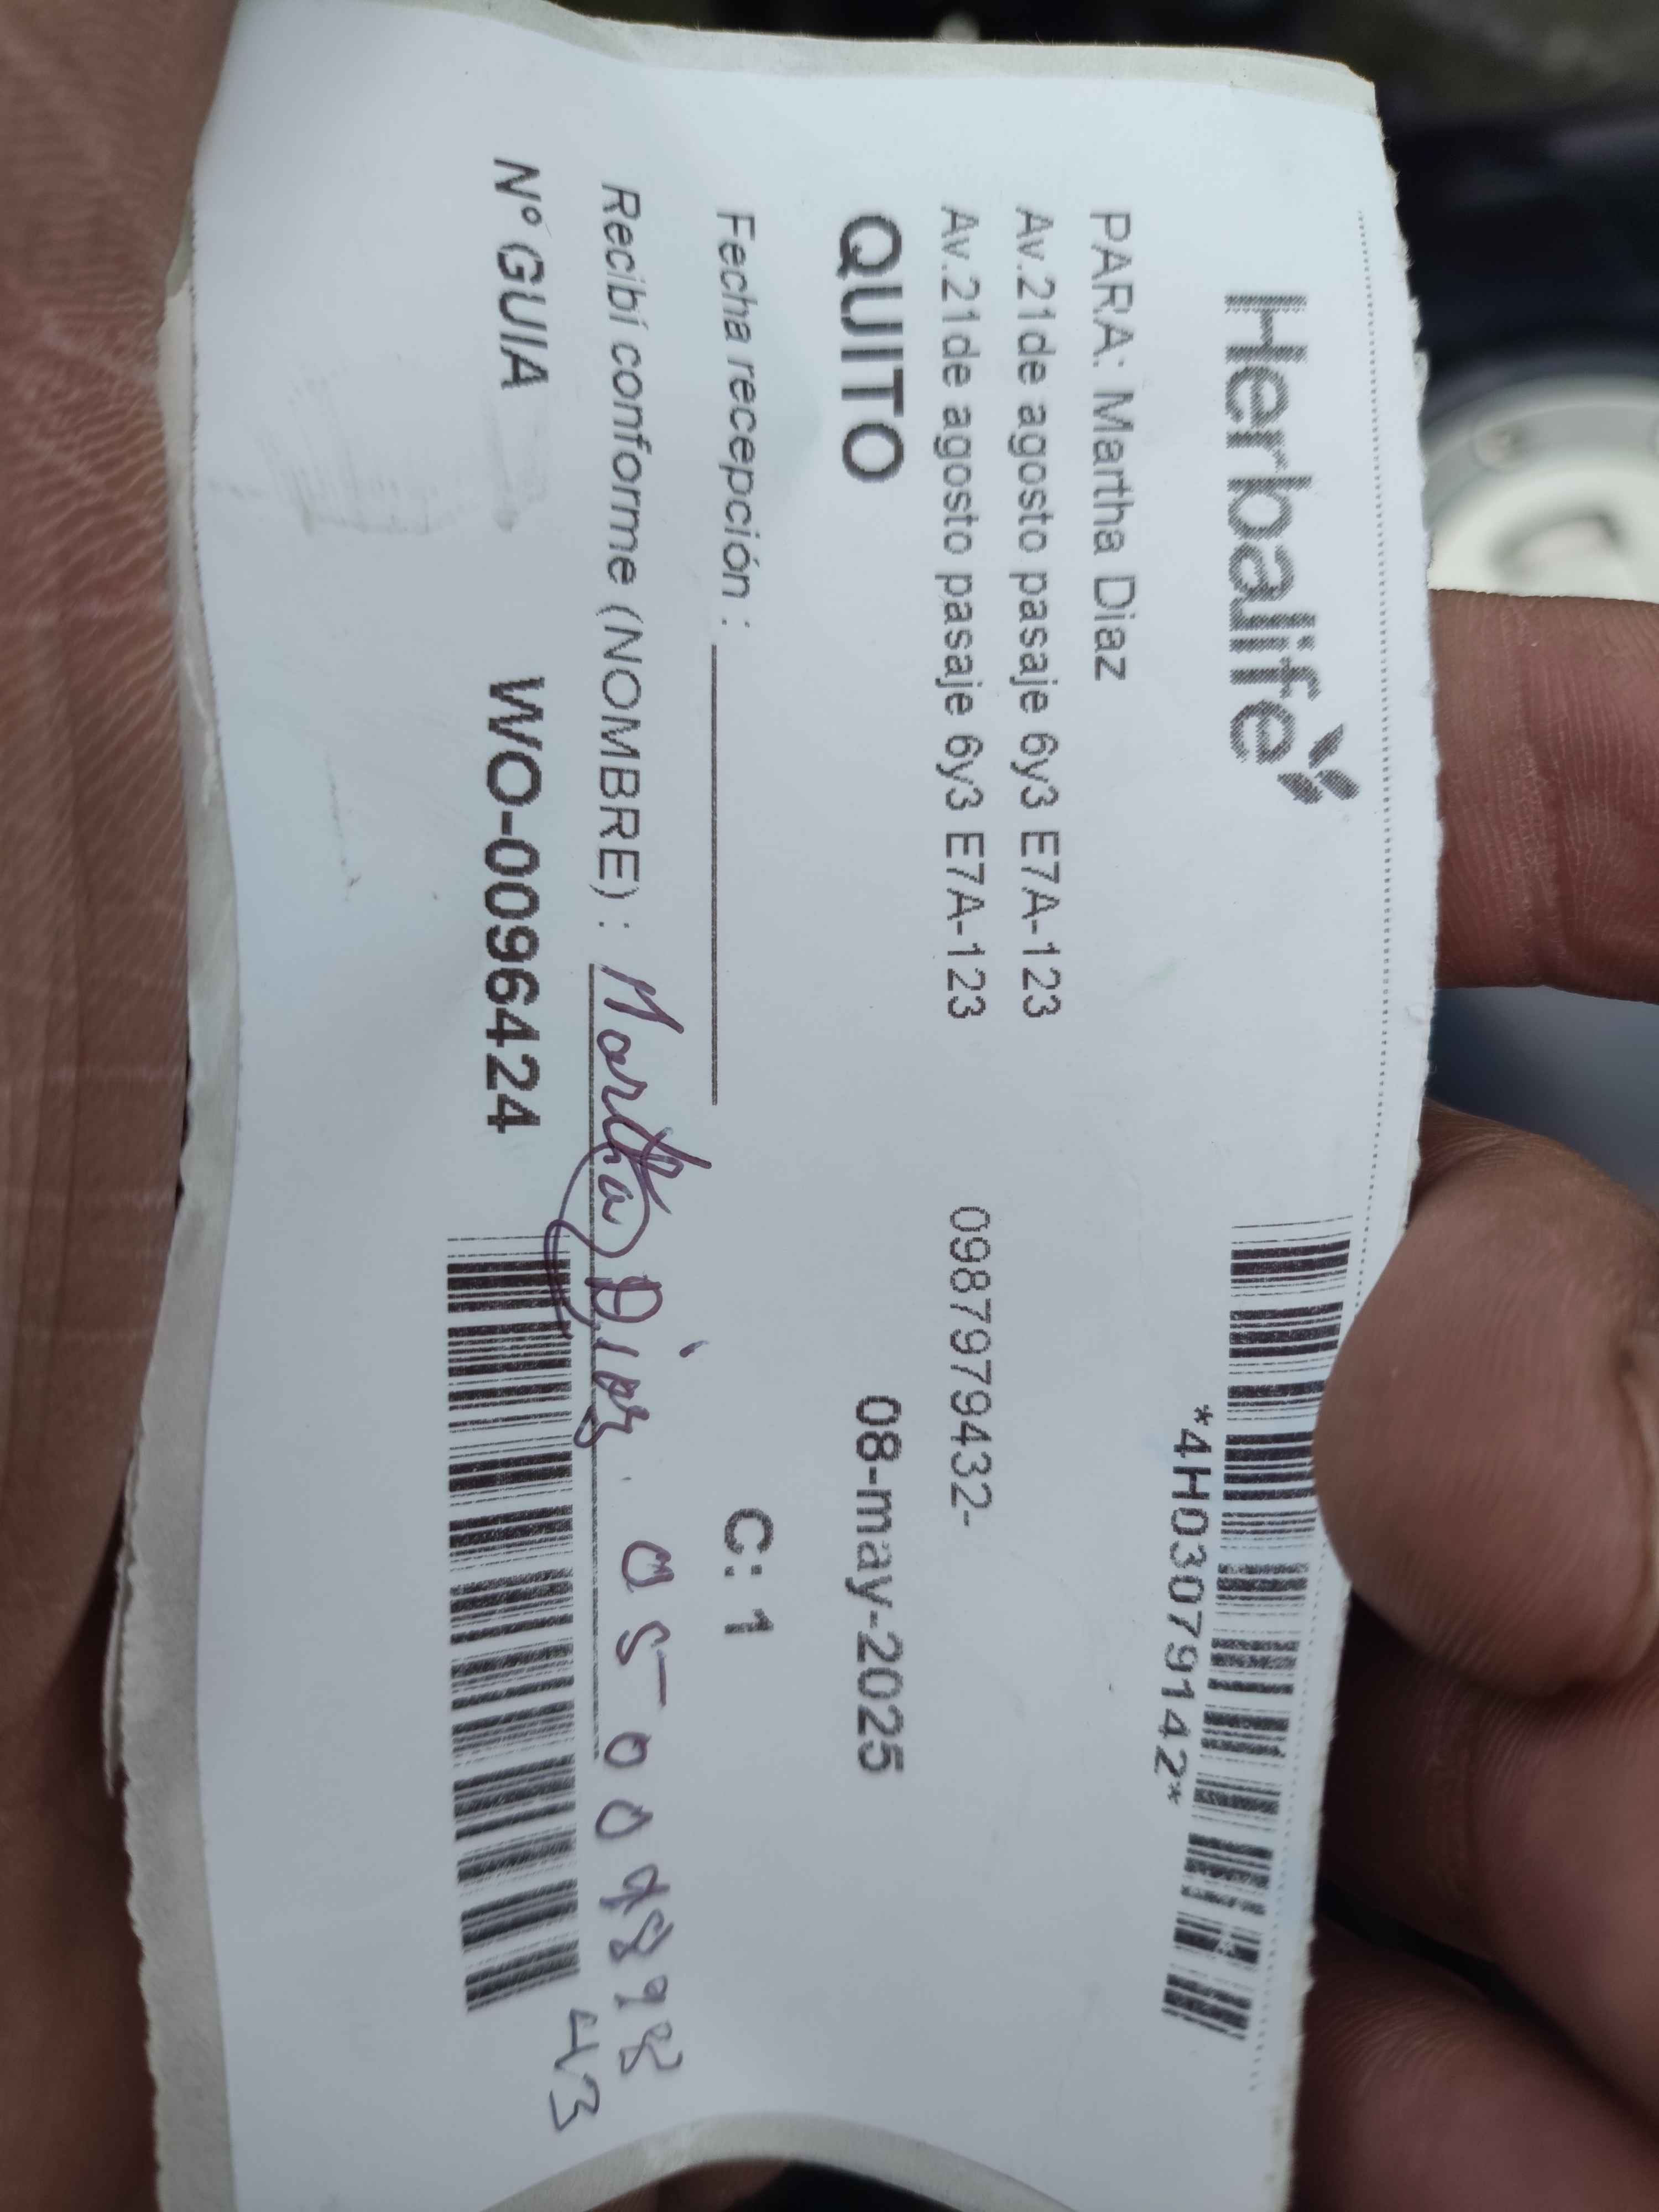 Herbalife
*4H03079142*
PARA: Martha Diaz
Av.21de agosto pasaje 6y3 E7A-123
Av.21de agosto pasaje 6y3 E7A-123 0987979432-
QUITO 08-may-2025
Fecha recepción : C: 1
Recibí conforme (NOMBRE) : Martha Diaz
Nº GUIA WO-0096424